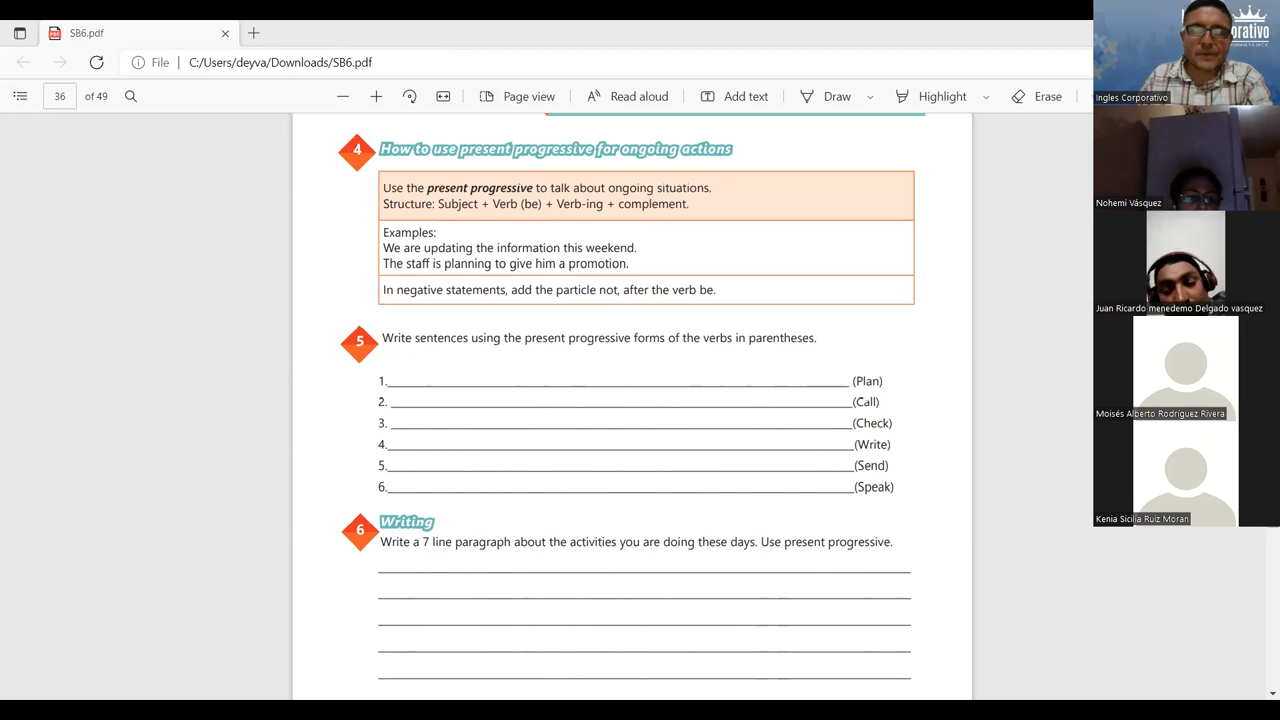 SB6.pdf
File
C:/Users/deyva/Downloads/SB6.pdf
36 of 49
Page view
Read aloud
Add text
Draw
Highlight
Erase
4 How to use present progressive for ongoing actions
Use the present progressive to talk about ongoing situations.
Structure: Subject + Verb (be) + Verb-ing + complement.
Examples:
We are updating the information this weekend.
The staff is planning to give him a promotion.
In negative statements, add the particle not, after the verb be.
5 Write sentences using the present progressive forms of the verbs in parentheses.
1. (Plan)
2. (Call)
3. (Check)
4. (Write)
5. (Send)
6. (Speak)
6 Writing
Write a 7 line paragraph about the activities you are doing these days. Use present progressive.
Ingles Corporativo
Nohemi Vásquez
Juan Ricardo menedemo Delgado vasquez
Moisés Alberto Rodríguez Rivera
Kenia Sicilia Ruiz Moran